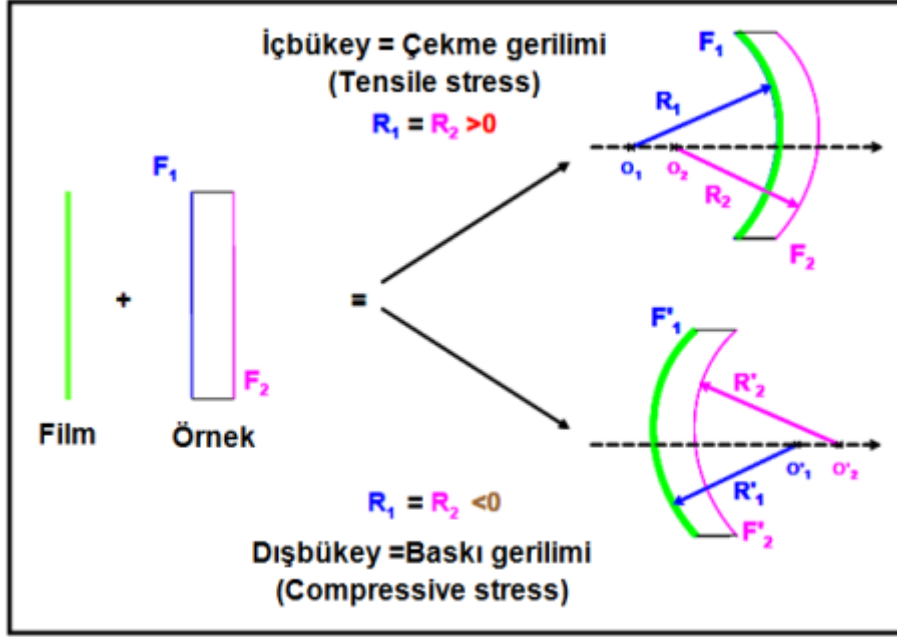 İçbükey = Çekme gerilimi
(Tensile stress)
R₁ = R₂ >0
F₁
R₁
O₁
O₂
R₂
F₂
F₁
+
=
F₂
Film
Örnek
F'₁
R'₂
O'₁
O'₂
R'₁
F'₂
R₁ = R₂ <0
Dışbükey =Baskı gerilimi
(Compressive stress)